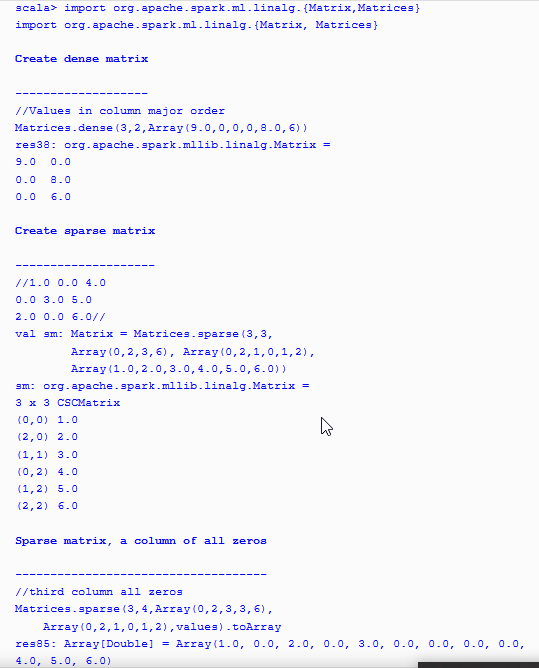 scala> import org.apache.spark.ml.linalg.{Matrix,Matrices}
import org.apache.spark.ml.linalg.{Matrix, Matrices}
Create dense matrix
-------------------
//Values in column major order
Matrices.dense(3,2,Array(9.0,0,0,0,8.0,6))
res38: org.apache.spark.mllib.linalg.Matrix =
9.0  0.0
0.0  8.0
0.0  6.0
Create sparse matrix
--------------------
//1.0 0.0 4.0
0.0 3.0 5.0
2.0 0.0 6.0//
val sm: Matrix = Matrices.sparse(3,3,
        Array(0,2,3,6), Array(0,2,1,0,1,2),
        Array(1.0,2.0,3.0,4.0,5.0,6.0))
sm: org.apache.spark.mllib.linalg.Matrix =
3 x 3 CSCMatrix
(0,0) 1.0
(2,0) 2.0
(1,1) 3.0
(0,2) 4.0
(1,2) 5.0
(2,2) 6.0
Sparse matrix, a column of all zeros
------------------------------------
//third column all zeros
Matrices.sparse(3,4,Array(0,2,3,3,6),
    Array(0,2,1,0,1,2),values).toArray
res85: Array[Double] = Array(1.0, 0.0, 2.0, 0.0, 3.0, 0.0, 0.0, 0.0, 0.0,
4.0, 5.0, 6.0)